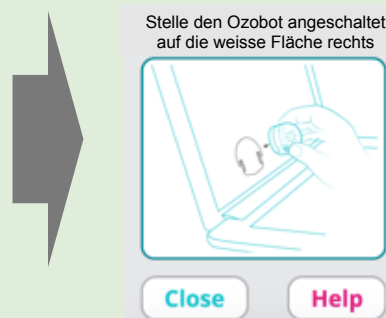 Stelle den Ozobot angeschaltet
auf die weisse Fläche rechts
Close Help